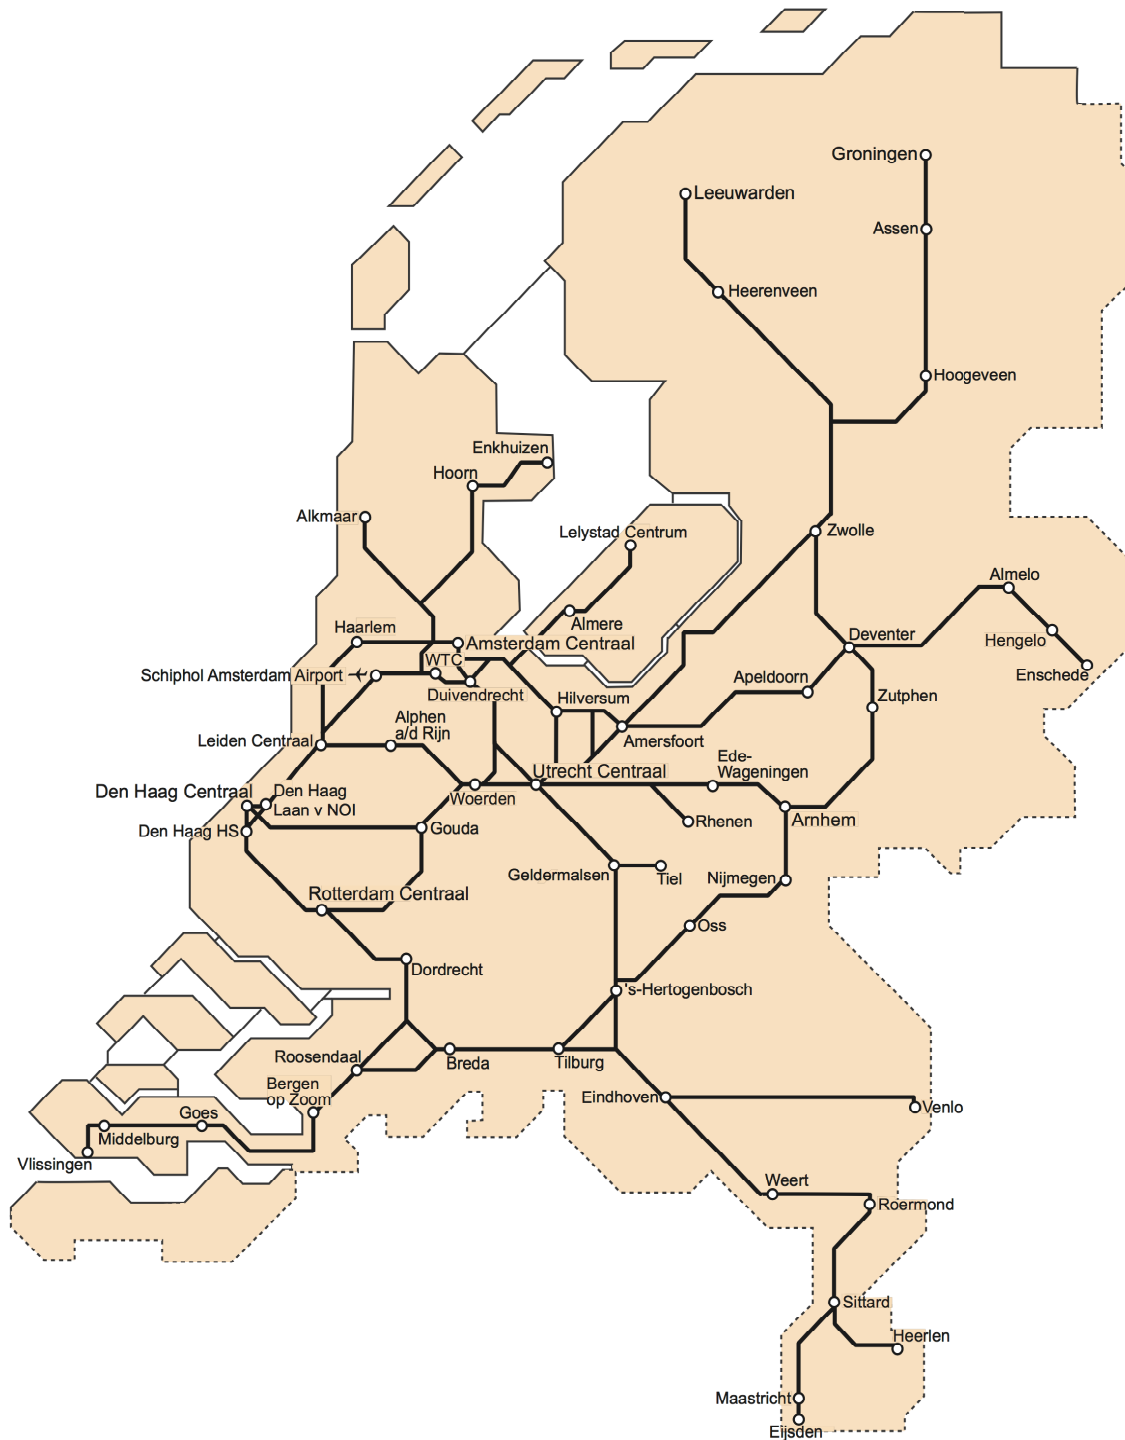 Groningen
Leeuwarden
Assen
Heerenveen
Hoogeveen
Enkhuizen
Hoorn
Alkmaar
Lelystad Centrum
Zwolle
Almelo
Almere
Haarlem
Amsterdam Centraal
Deventer
Hengelo
WTC
Schiphol Amsterdam Airport
Enschede
Apeldoorn
Duivendrecht
Hilversum
Zutphen
Alphen
a/d Rijn
Leiden Centraal
Amersfoort
Ede-
Wageningen
Utrecht Centraal
Den Haag Centraal
Den Haag
Laan v NOI
Woerden
Rhenen
Arnhem
Den Haag HS
Gouda
Geldermalsen
Tiel
Nijmegen
Rotterdam Centraal
Oss
Dordrecht
's-Hertogenbosch
Roosendaal
Breda
Tilburg
Bergen
op Zoom
Eindhoven
Venlo
Goes
Middelburg
Vlissingen
Weert
Roermond
Sittard
Heerlen
Maastricht
Eijsden